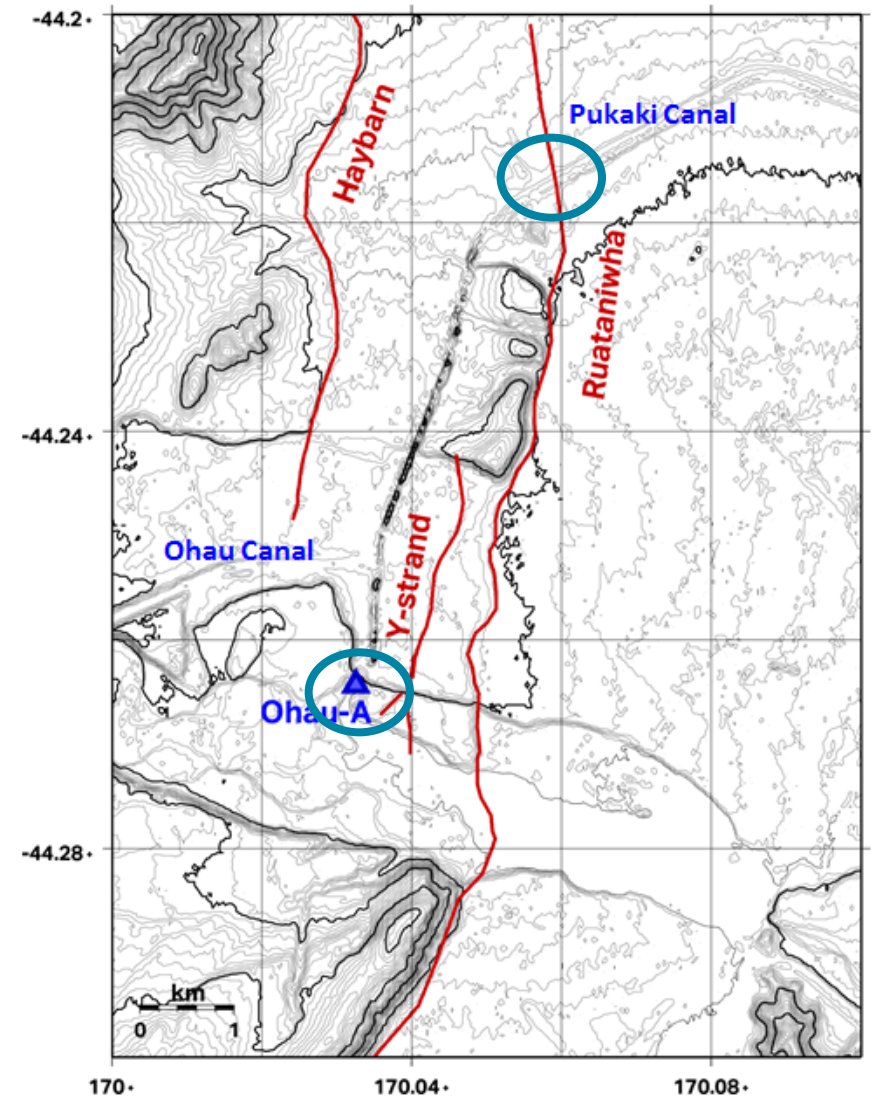 -44.2
Pukaki Canal
Haybarn
Ruataniwha
-44.24
Y-strand
Ohau Canal
Ohau-A
-44.28
km
0 1
170 170.04 170.08